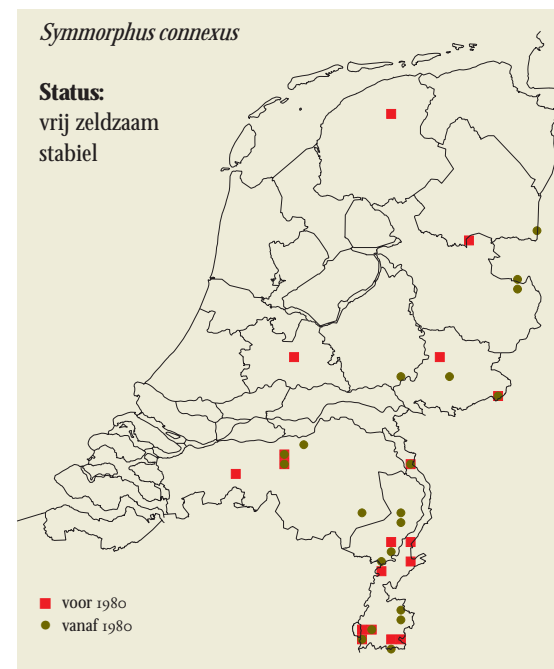 Symmorphus connexus
Status:
vrij zeldzaam
stabiel
voor 1980
vanaf 1980